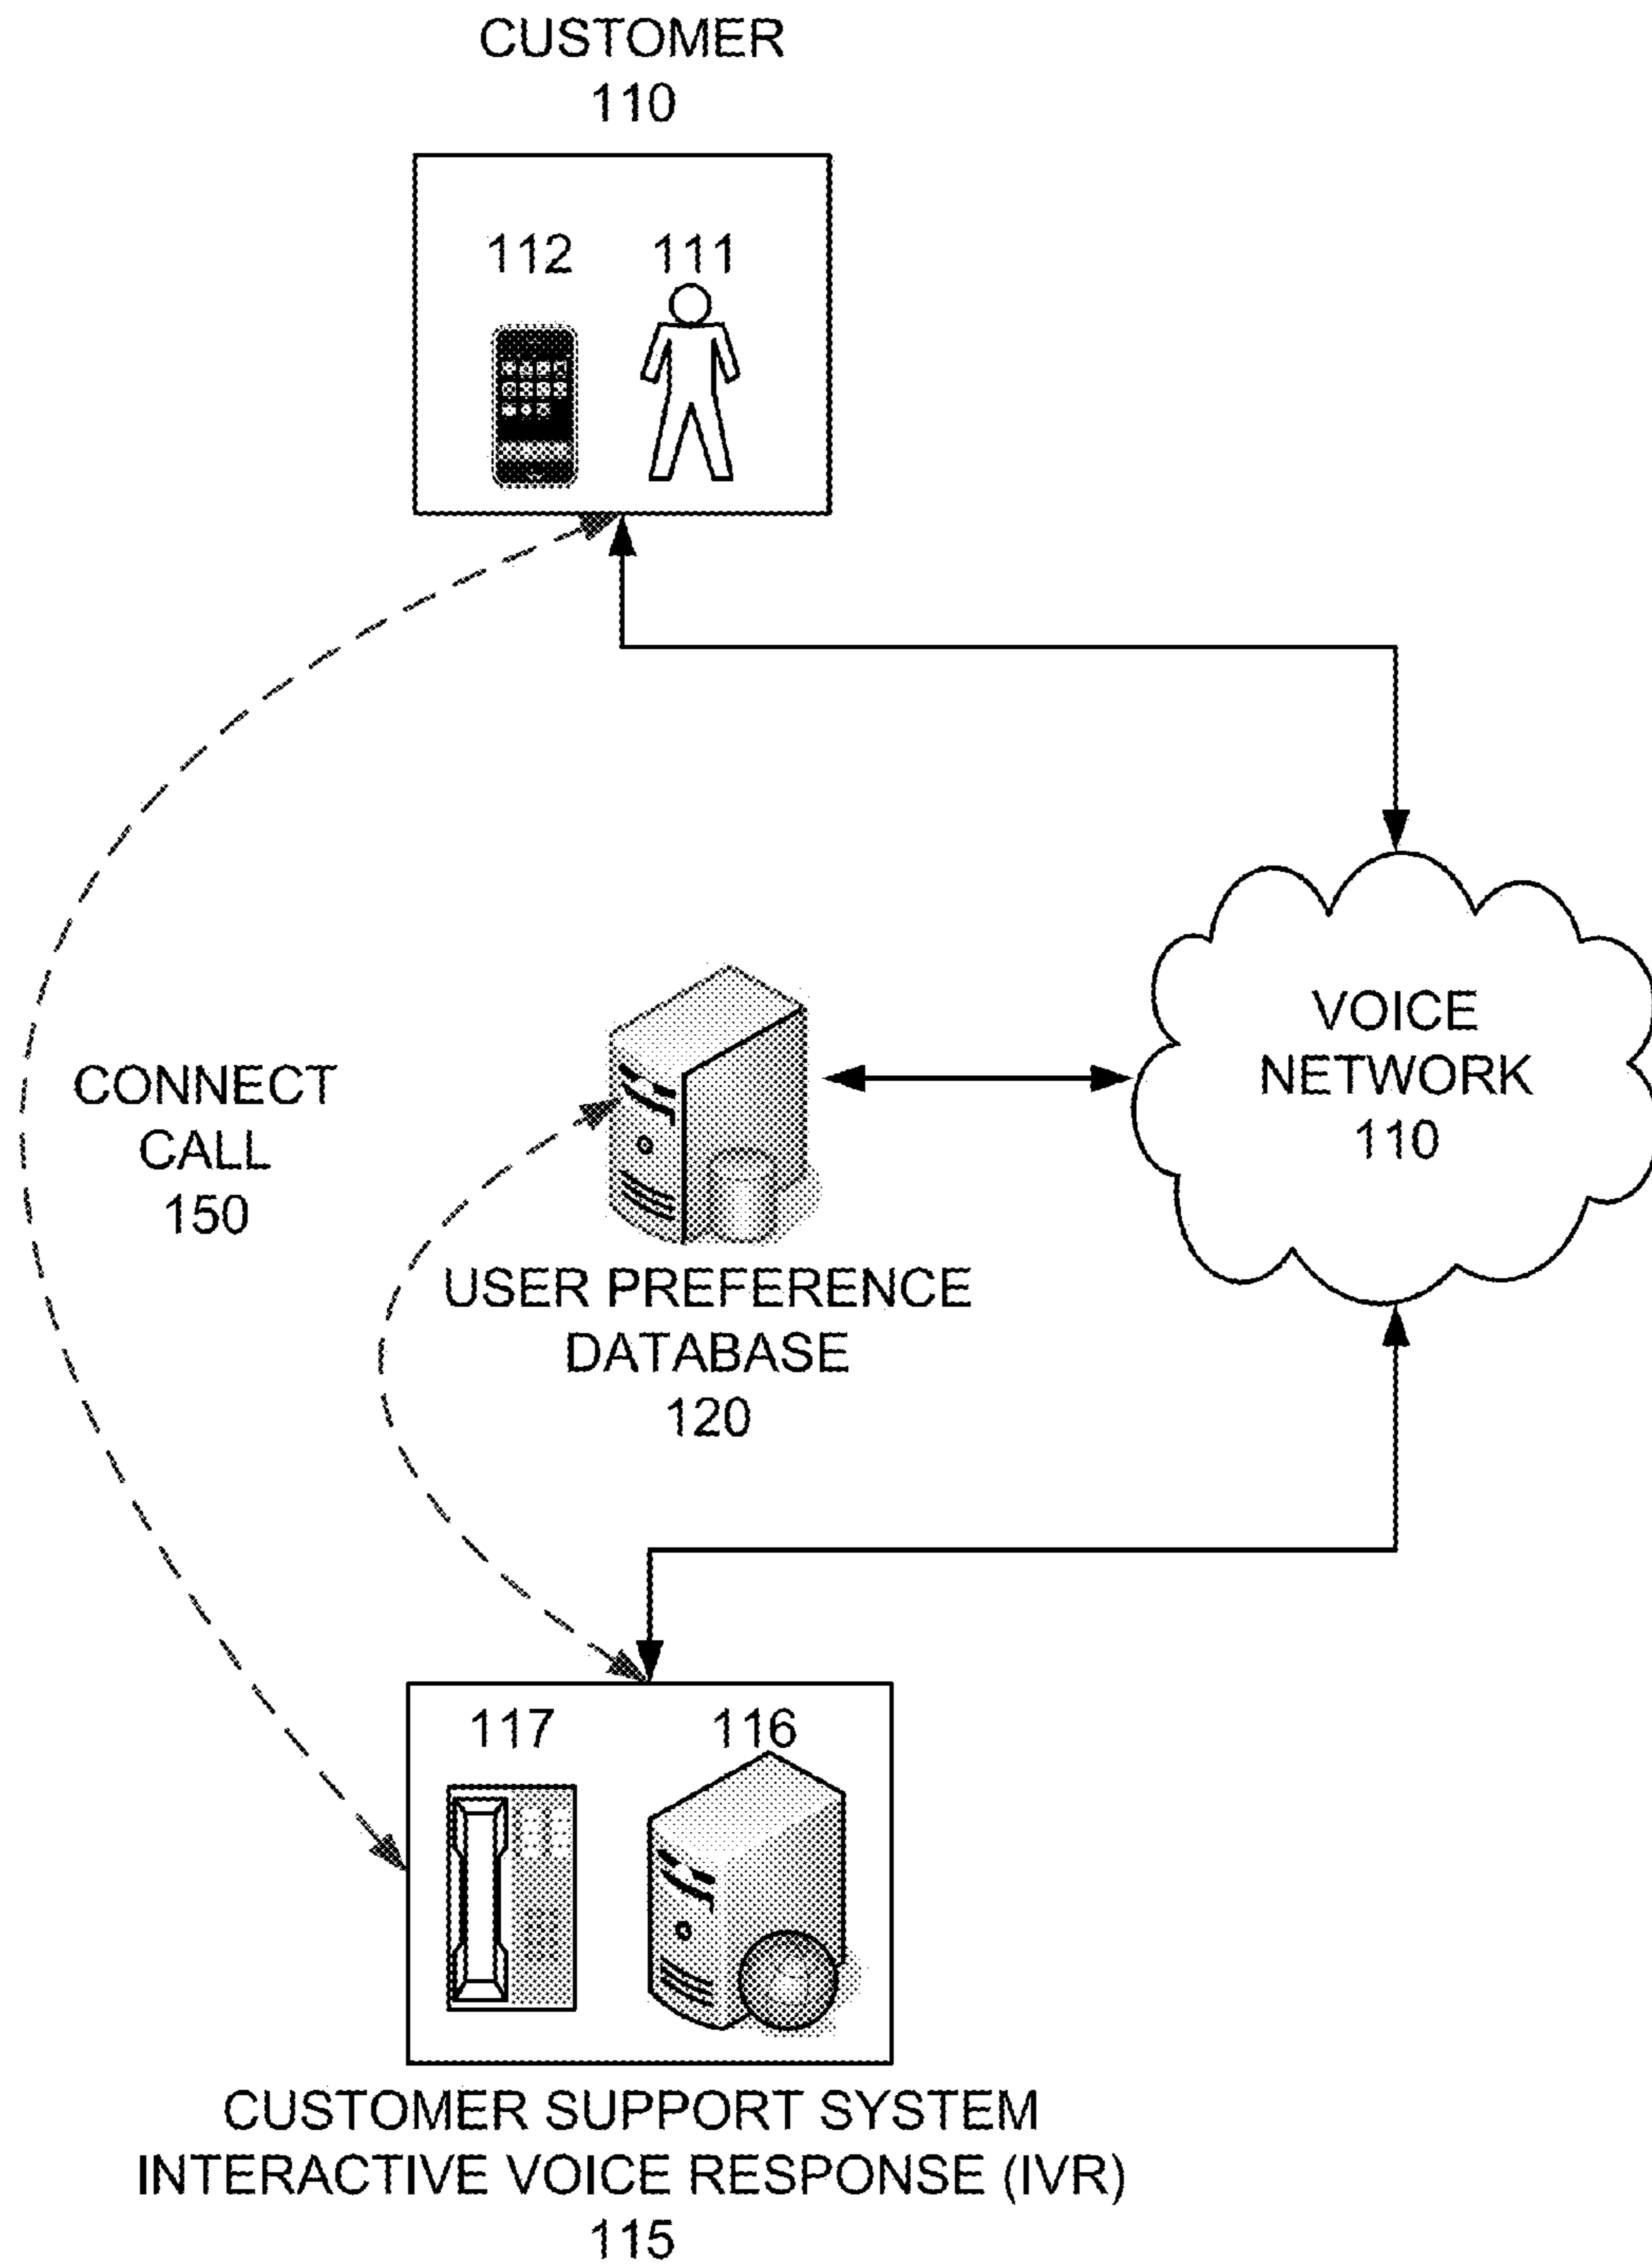 CUSTOMER
110
112
111
VOICE
NETWORK
110
CONNECT
CALL
150
USER PREFERENCE
DATABASE
120
117
116
CUSTOMER SUPPORT SYSTEM
INTERACTIVE VOICE RESPONSE (IVR)
115